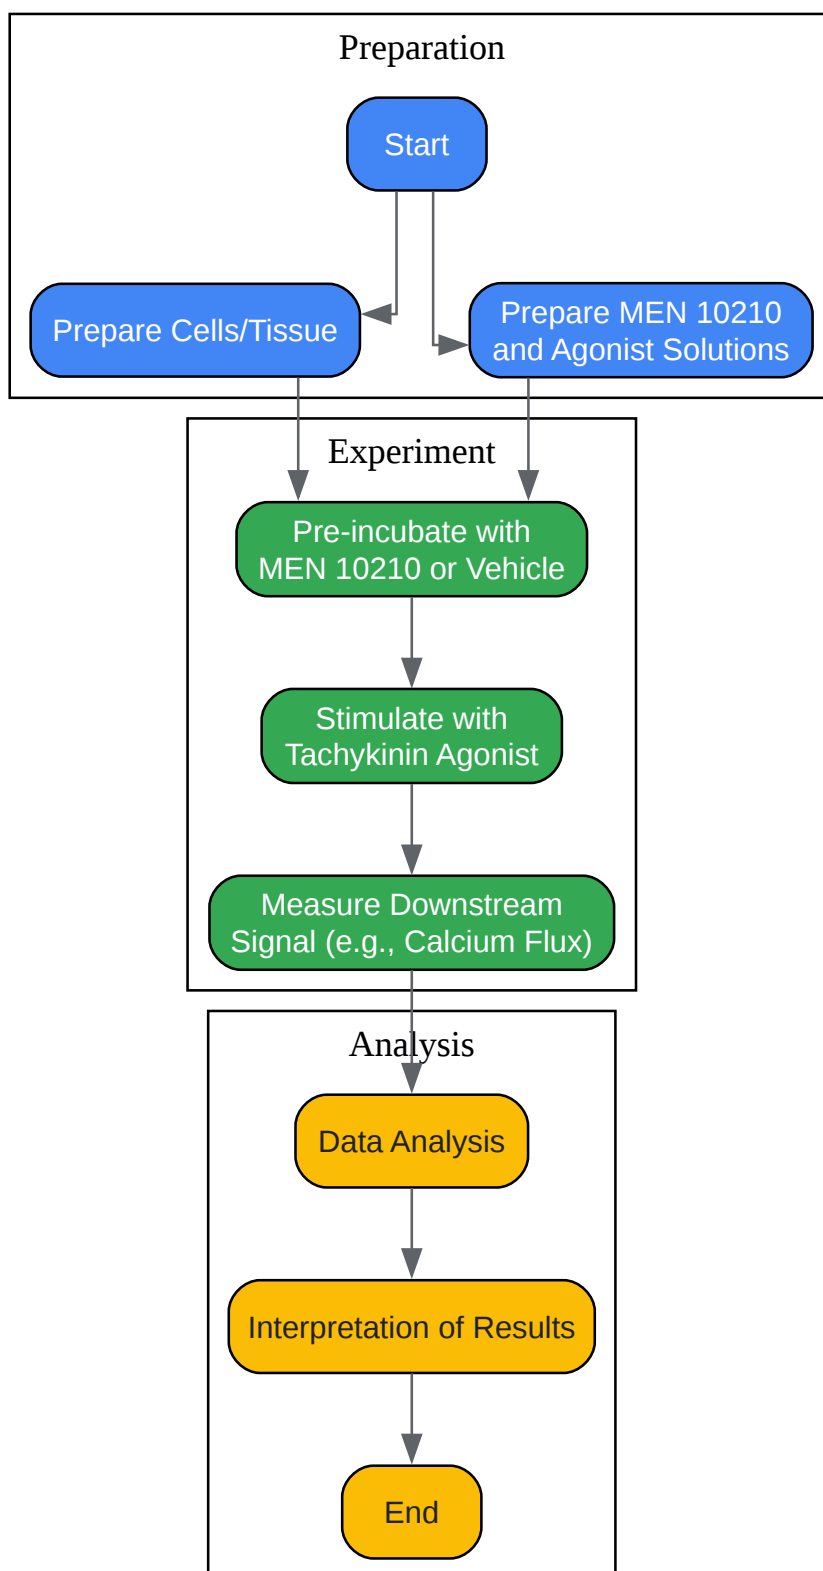 Preparation
Start
Prepare Cells/Tissue
Prepare MEN 10210
and Agonist Solutions
Experiment
Pre-incubate with
MEN 10210 or Vehicle
Stimulate with
Tachykinin Agonist
Measure Downstream
Signal (e.g., Calcium Flux)
Analysis
Data Analysis
Interpretation of Results
End